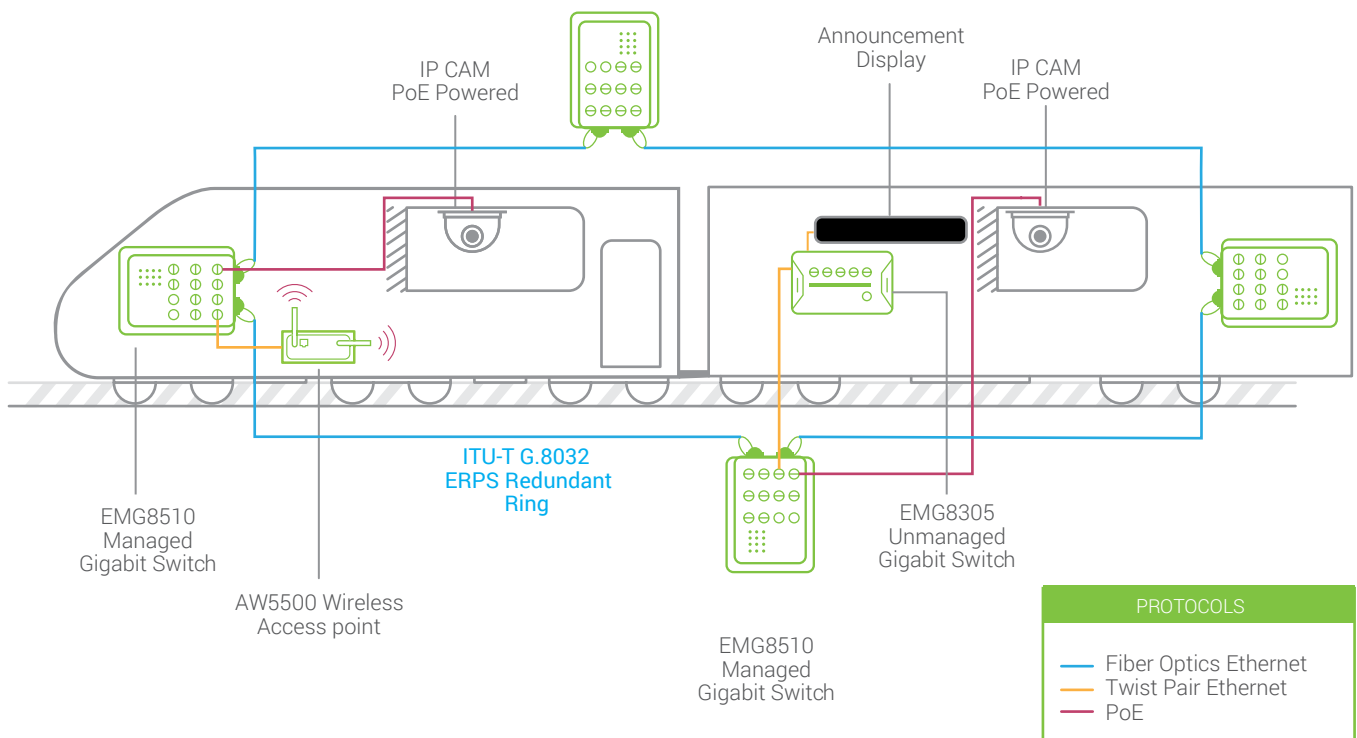 Announcement
Display
IP CAM
PoE Powered
IP CAM
PoE Powered
ITU-T G.8032
ERPS Redundant
Ring
EMG8510
Managed
Gigabit Switch
EMG8305
Unmanaged
Gigabit Switch
AW5500 Wireless
Access point
EMG8510
Managed
Gigabit Switch
PROTOCOLS
Fiber Optics Ethernet
Twist Pair Ethernet
PoE